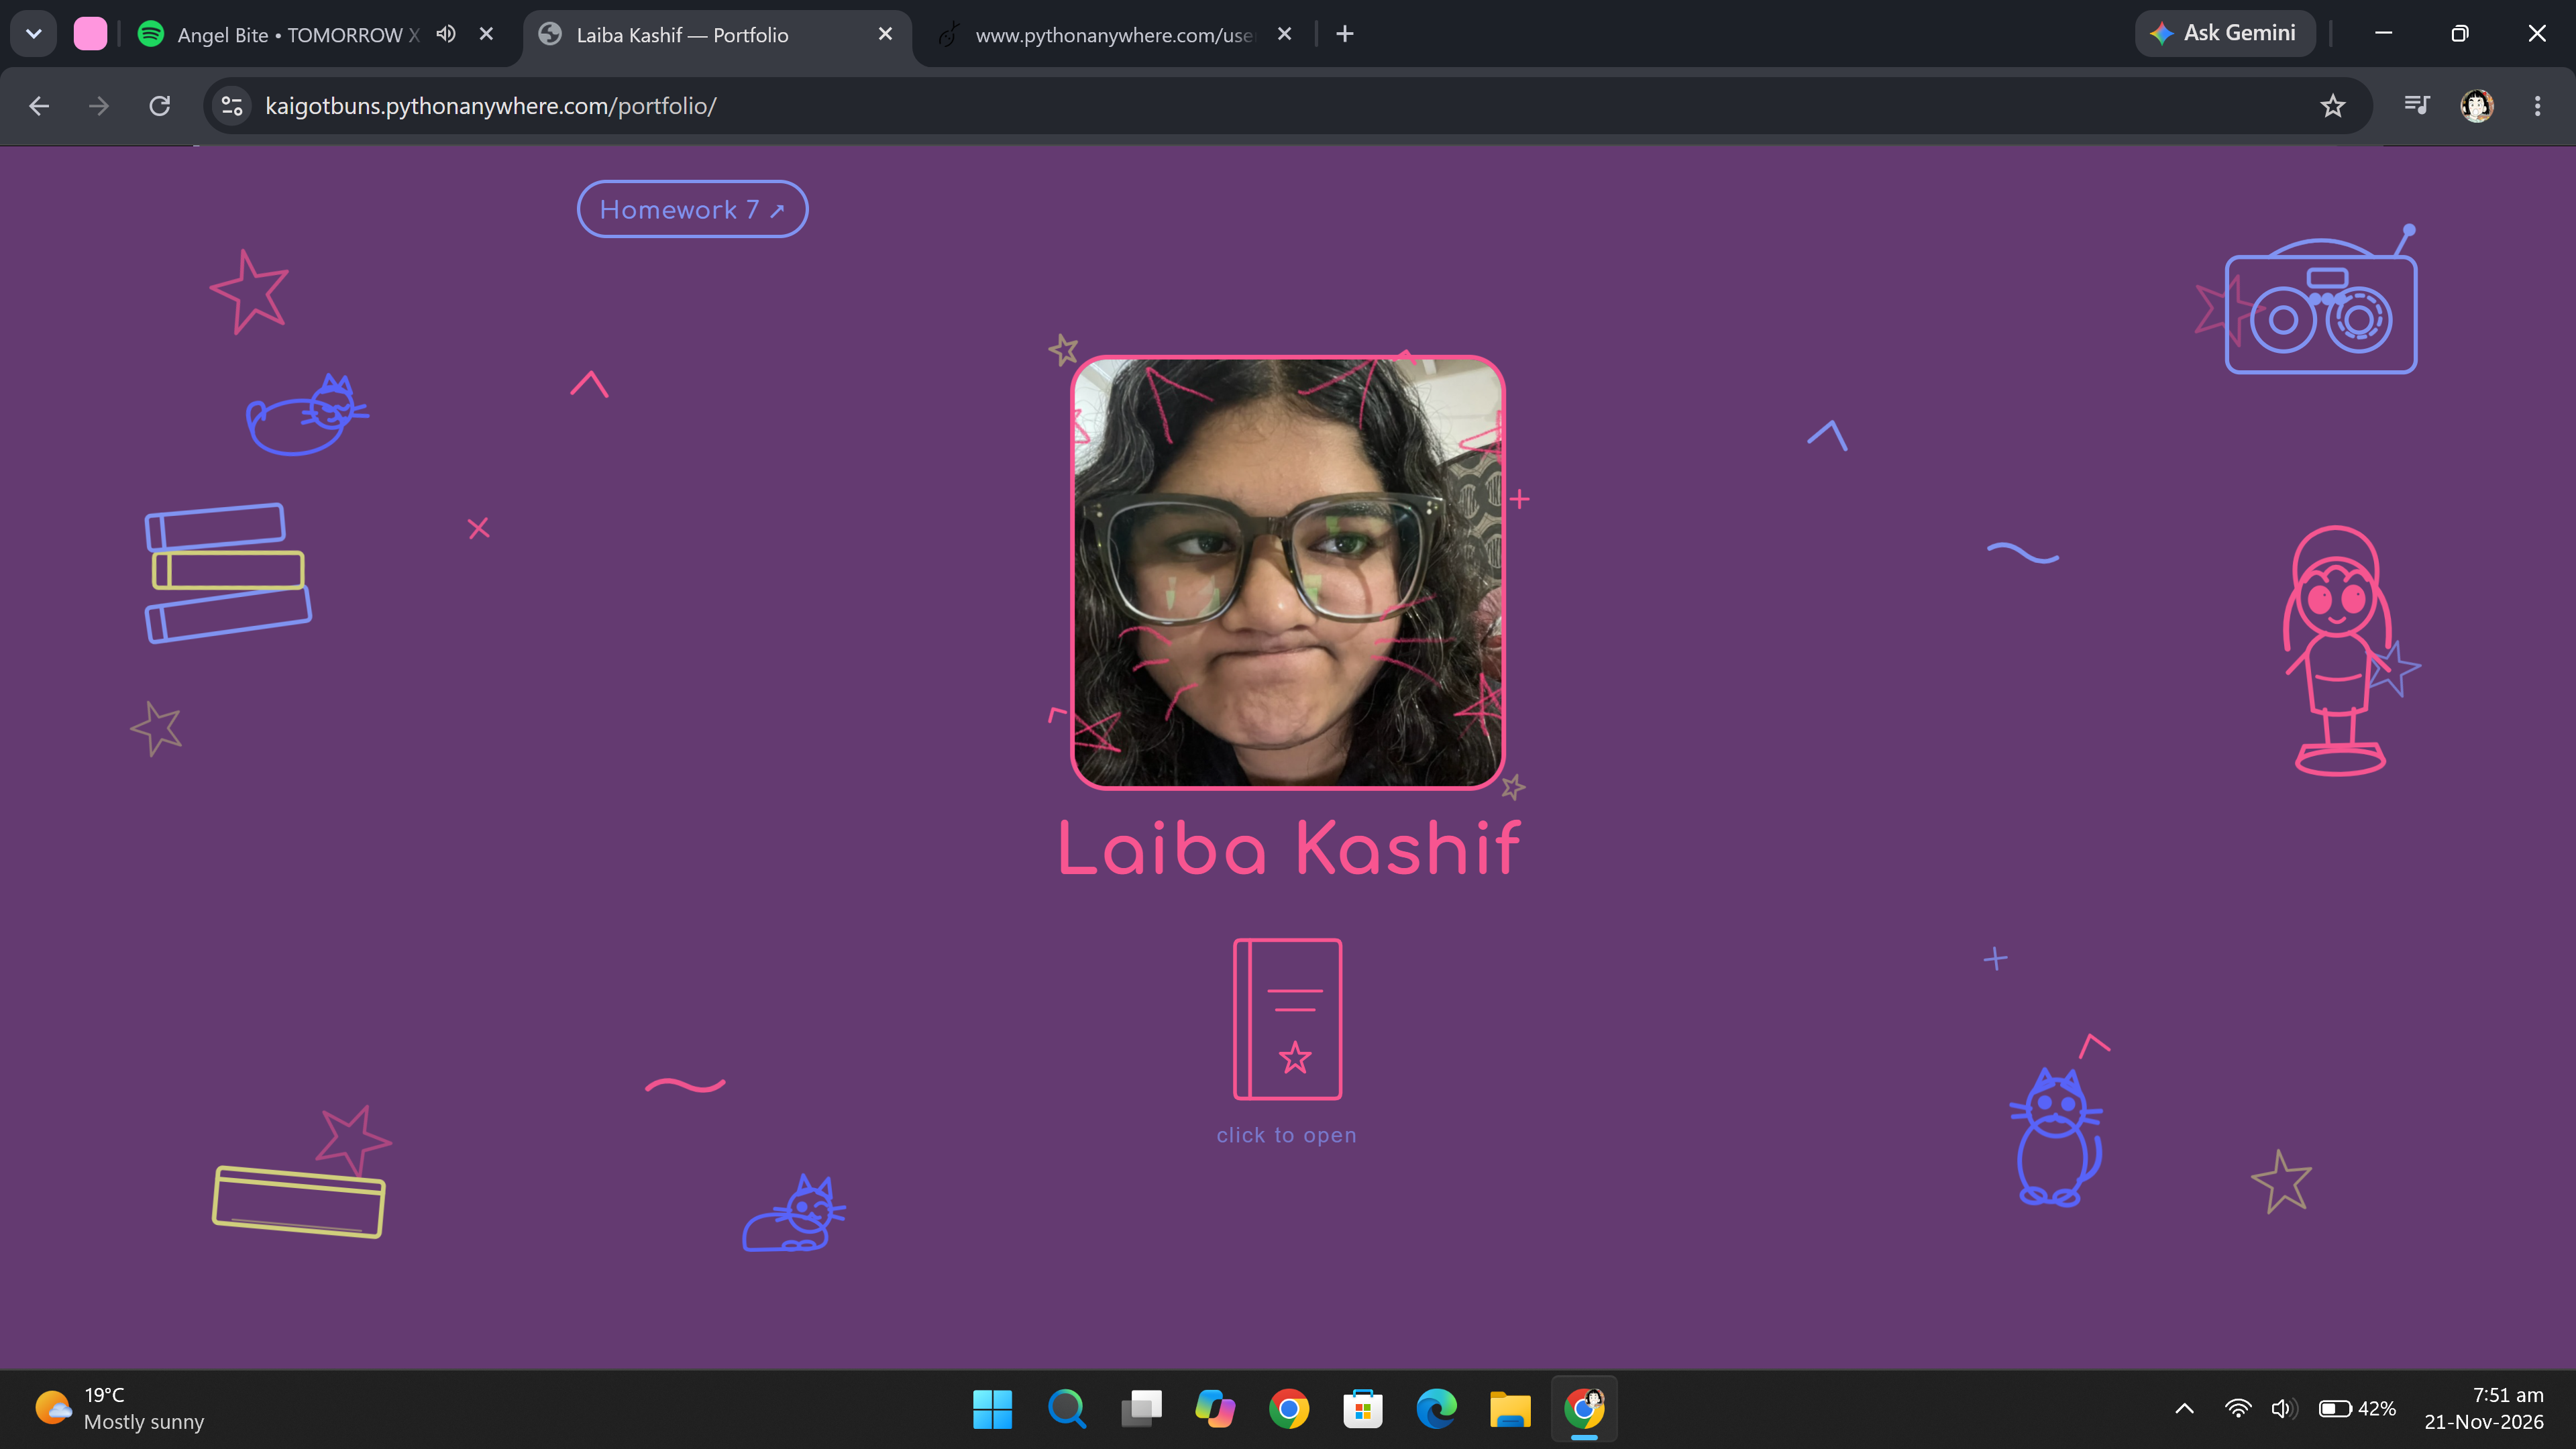 Angel Bite • TOMORROW X
Laiba Kashif — Portfolio
www.pythonanywhere.com/use
Ask Gemini
kaigotbuns.pythonanywhere.com/portfolio/
Homework 7 ↗
Laiba Kashif
click to open
19°C
Mostly sunny
42%
7:51 am
21-Nov-2026